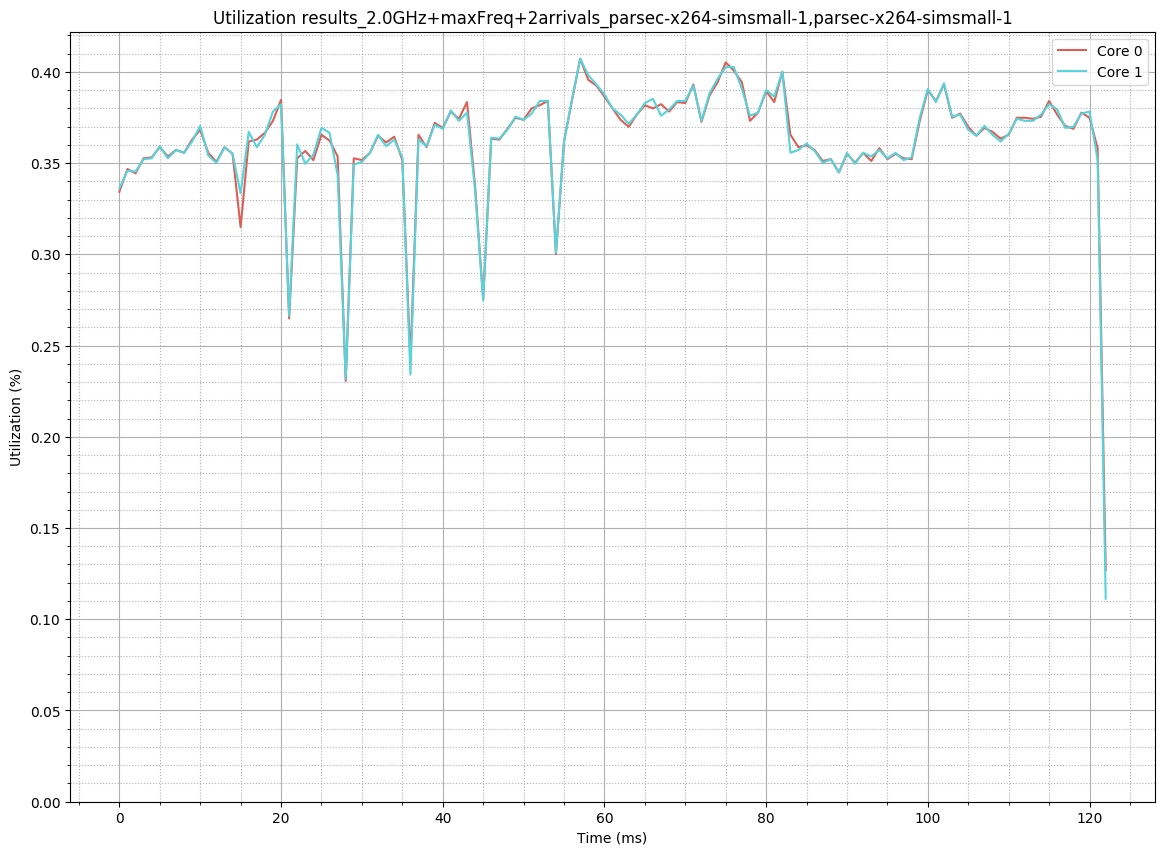 Utilization results_2.0GHz+maxFreq+2arrivals_parsec-x264-simsmall-1,parsec-x264-simsmall-1
Core 0
Core 1
0.40
0.35
0.30
0.25
0.20
0.15
0.10
0.05
0.00
Utilization (%)
0 20 40 60 80 100 120
Time (ms)